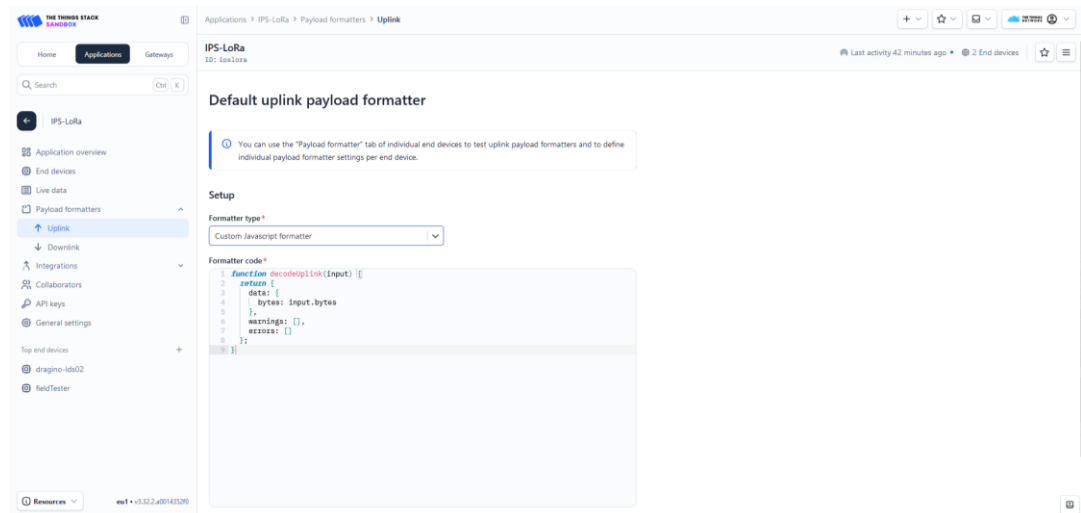 THE THINGS STACK
SANDBOX
Applications > IPS-LoRa > Payload formatters > Uplink
Home Applications Gateways
IPS-LoRa
ID: ipslora
Last activity 42 minutes ago • 2 End devices
Search Ctrl K
Default uplink payload formatter
IPS-LoRa
You can use the "Payload formatter" tab of individual end devices to test uplink payload formatters and to define
individual payload formatter settings per end device.
Application overview
End devices
Live data
Payload formatters
Uplink
Downlink
Integrations
Collaborators
API keys
General settings
Top end devices
dragino-lds02
fieldTester
Setup
Formatter type*
Custom Javascript formatter
Formatter code*
1 function decodeUplink(input) {
2 return {
3 data: {
4 bytes: input.bytes
5 },
6 warnings: [],
7 errors: []
8 };
9 }
Resources eu1 • v3.32.2.a0014352f0